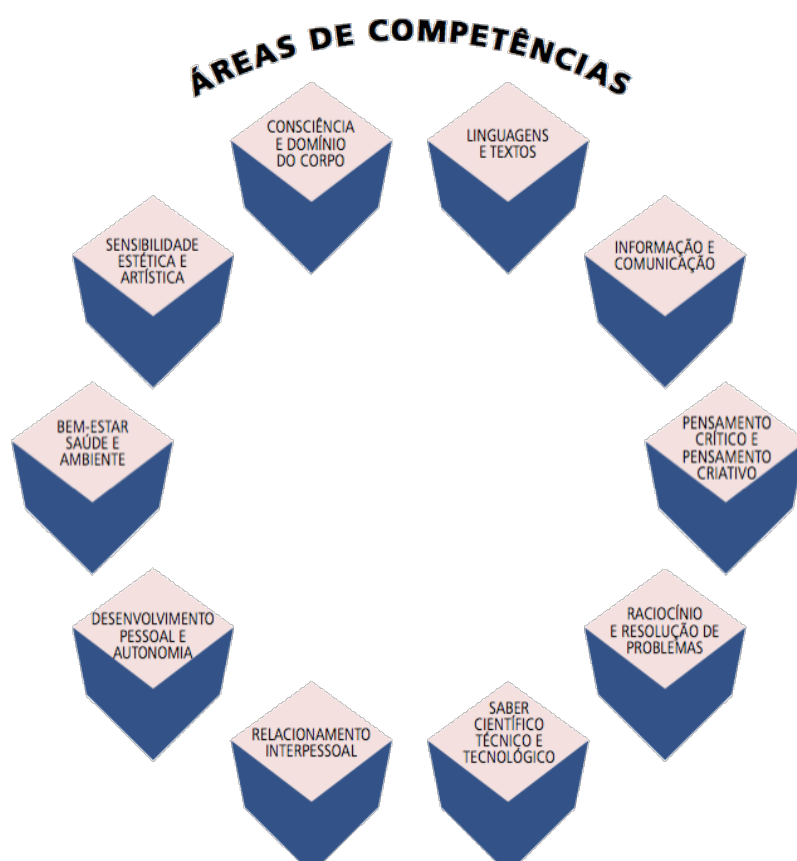 ÁREAS DE COMPETÊNCIAS
CONSCIÊNCIA
E DOMÍNIO
DO CORPO
LINGUAGENS
E TEXTOS
SENSIBILIDADE
ESTÉTICA E
ARTÍSTICA
INFORMAÇÃO E
COMUNICAÇÃO
BEM-ESTAR
SAÚDE E
AMBIENTE
PENSAMENTO
CRÍTICO E
PENSAMENTO
CRIATIVO
DESENVOLVIMENTO
PESSOAL E
AUTONOMIA
RACIOCÍNIO
E RESOLUÇÃO DE
PROBLEMAS
RELACIONAMENTO
INTERPESSOAL
SABER
CIENTÍFICO
TÉCNICO E
TECNOLÓGICO